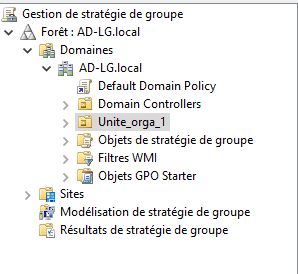 Gestion de stratégie de groupe
Forêt : AD-LG.local
Domaines
AD-LG.local
Default Domain Policy
Domain Controllers
Unite_orga_1
Objets de stratégie de groupe
Filtres WMI
Objets GPO Starter
Sites
Modélisation de stratégie de groupe
Résultats de stratégie de groupe